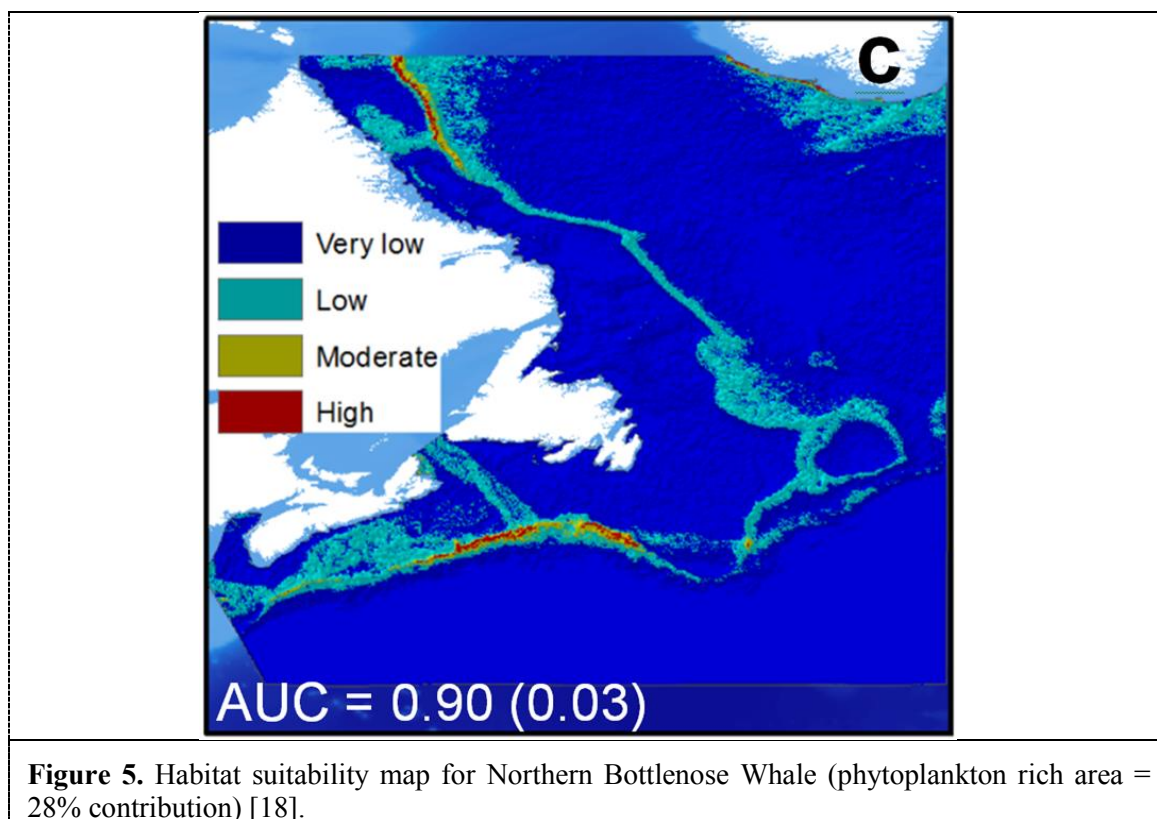 C
Very low
Low
Moderate
High
AUC = 0.90 (0.03)
Figure 5. Habitat suitability map for Northern Bottlenose Whale (phytoplankton rich area =
28% contribution) [18].